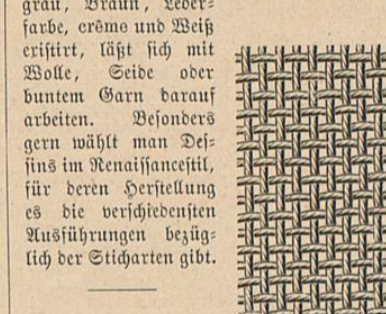 grau, Braun, Leder-
farbe, crême und Weiß
existirt, läßt sich mit
Wolle, Seide oder
buntem Garn darauf
arbeiten. Besonders
gern wählt man Des-
sins im Renaissancestil,
für deren Herstellung
es die verschiedensten
Ausführungen bezüg-
lich der Sticharten gibt.